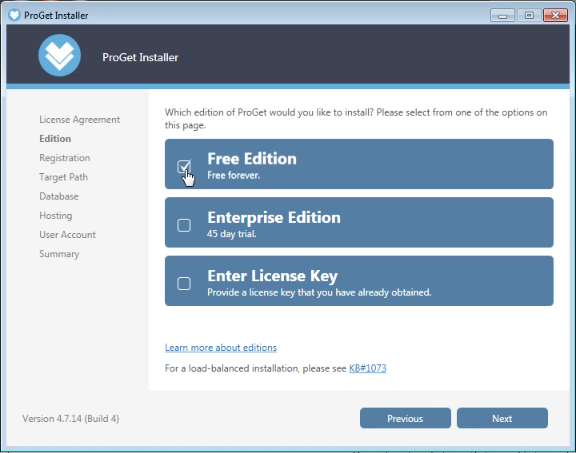 ProGet Installer
ProGet Installer
License Agreement
Edition
Registration
Target Path
Database
Hosting
User Account
Summary
Which edition of ProGet would you like to install? Please select from one of the options on
this page.
Free Edition
Free forever.
Enterprise Edition
45 day trial.
Enter License Key
Provide a license key that you have already obtained.
Learn more about editions
For a load-balanced installation, please see KB#1073
Version 4.7.14 (Build 4)
Previous
Next